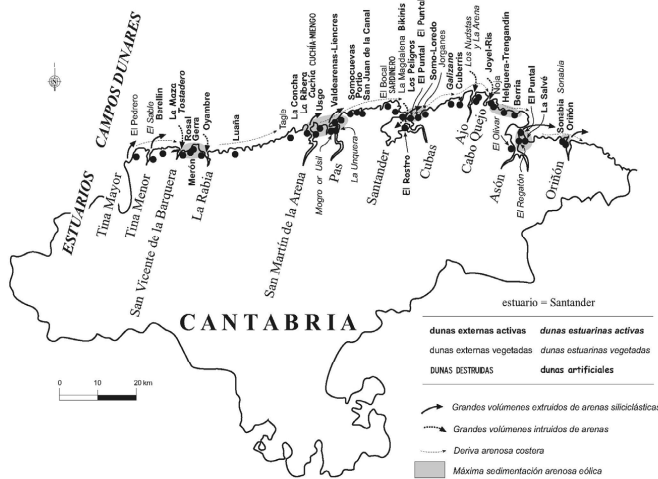 CAMPOS DUNARES
El Pedrero
El Sable
Berellín
La Maza
Tostadero
Rosal
Gerra
Merón
Oyambre
Luaña
Tagle
La Concha
La Ribera
Cuchía
CUCHÍA-MIENGO
Usgo
Mogro or Usil
Valdearenas-Liencres
La Unquera
Somocuevas
Portio
San Juan de la Canal
El Bocal
SARDINERO
La Magdalena
Bikinis
Los Peligros
El Puntal
El Puntal
Somo-Loredo
Jorganes
El Rostro
Galizano
Cuberris
Los Nudistas
y La Arena
Joyel-Ris
Noja
Helguera-Trengandín
El Olivar
Berria
El Puntal
La Salvé
El Regatón
Sonabia
Sonabia
Oriñón
ESTUARIOS
Tina Mayor
Tina Menor
San Vicente de la Barquera
La Rabia
San Martín de la Arena
Pas
Santander
Cubas
Ajo
Cabo Quejo
Asón
Oriñón
CANTABRIA
0 10 20 km
estuario = Santander
dunas externas activas dunas estuarinas activas
dunas externas vegetadas dunas estuarinas vegetadas
DUNAS DESTRUIDAS dunas artificiales
Grandes volúmenes extruidos de arenas siliciclásticas
Grandes volúmenes intruidos de arenas
Deriva arenosa costera
Máxima sedimentación arenosa eólica